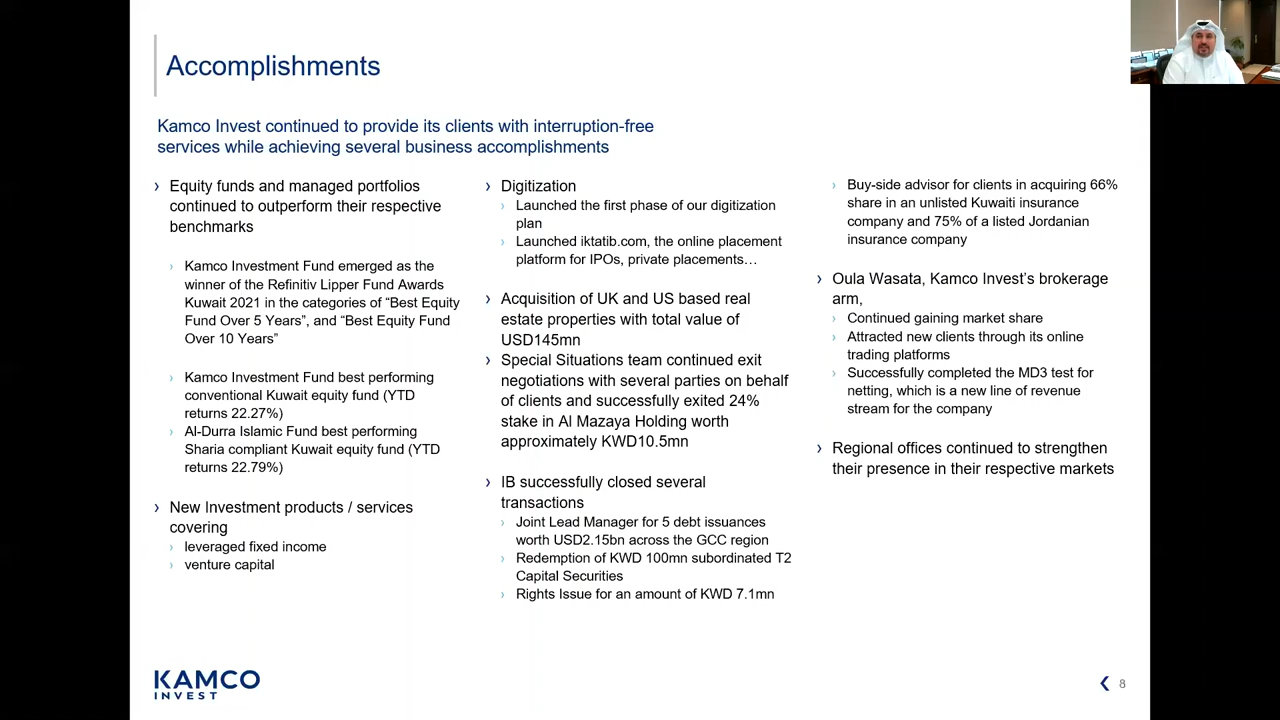 Accomplishments
Kamco Invest continued to provide its clients with interruption-free
services while achieving several business accomplishments
› Equity funds and managed portfolios
continued to outperform their respective
benchmarks
› Kamco Investment Fund emerged as the
winner of the Refinitiv Lipper Fund Awards
Kuwait 2021 in the categories of “Best Equity
Fund Over 5 Years”, and “Best Equity Fund
Over 10 Years”
› Kamco Investment Fund best performing
conventional Kuwait equity fund (YTD
returns 22.27%)
› Al-Durra Islamic Fund best performing
Sharia compliant Kuwait equity fund (YTD
returns 22.79%)
› New Investment products / services
covering
› leveraged fixed income
› venture capital
› Digitization
› Launched the first phase of our digitization
plan
› Launched iktatib.com, the online placement
platform for IPOs, private placements…
› Acquisition of UK and US based real
estate properties with total value of
USD145mn
› Special Situations team continued exit
negotiations with several parties on behalf
of clients and successfully exited 24%
stake in Al Mazaya Holding worth
approximately KWD10.5mn
› IB successfully closed several
transactions
› Joint Lead Manager for 5 debt issuances
worth USD2.15bn across the GCC region
› Redemption of KWD 100mn subordinated T2
Capital Securities
› Rights Issue for an amount of KWD 7.1mn
› Buy-side advisor for clients in acquiring 66%
share in an unlisted Kuwaiti insurance
company and 75% of a listed Jordanian
insurance company
› Oula Wasata, Kamco Invest’s brokerage
arm,
› Continued gaining market share
› Attracted new clients through its online
trading platforms
› Successfully completed the MD3 test for
netting, which is a new line of revenue
stream for the company
› Regional offices continued to strengthen
their presence in their respective markets
KAMCO
INVEST
8